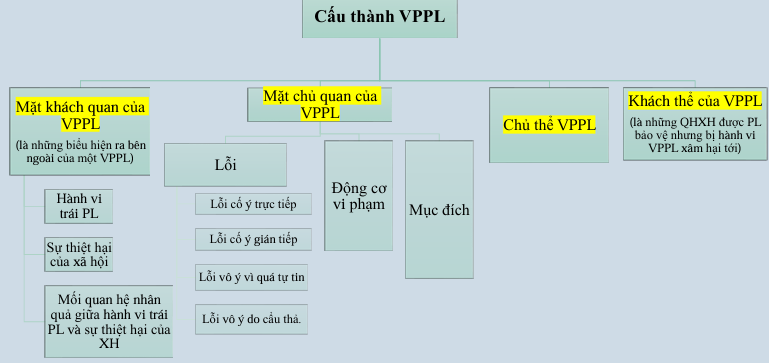 Cấu thành VPPL
Mặt khách quan của
VPPL
(là những biểu hiện ra bên
ngoài của một VPPL)
Hành vi
trái PL
Sự thiệt hại
của xã hội
Mối quan hệ nhân
quả giữa hành vi trái
PL và sự thiệt hại của
XH
Mặt chủ quan của
VPPL
Lỗi
Lỗi cố ý trực tiếp
Lỗi cố ý gián tiếp
Lỗi vô ý vì quá tự tin
Lỗi vô ý do cẩu thả.
Động cơ
vi phạm
Mục đích
Chủ thể VPPL
Khách thể của VPPL
(là những QHXH được PL
bảo vệ nhưng bị hành vi
VPPL xâm hại tới)